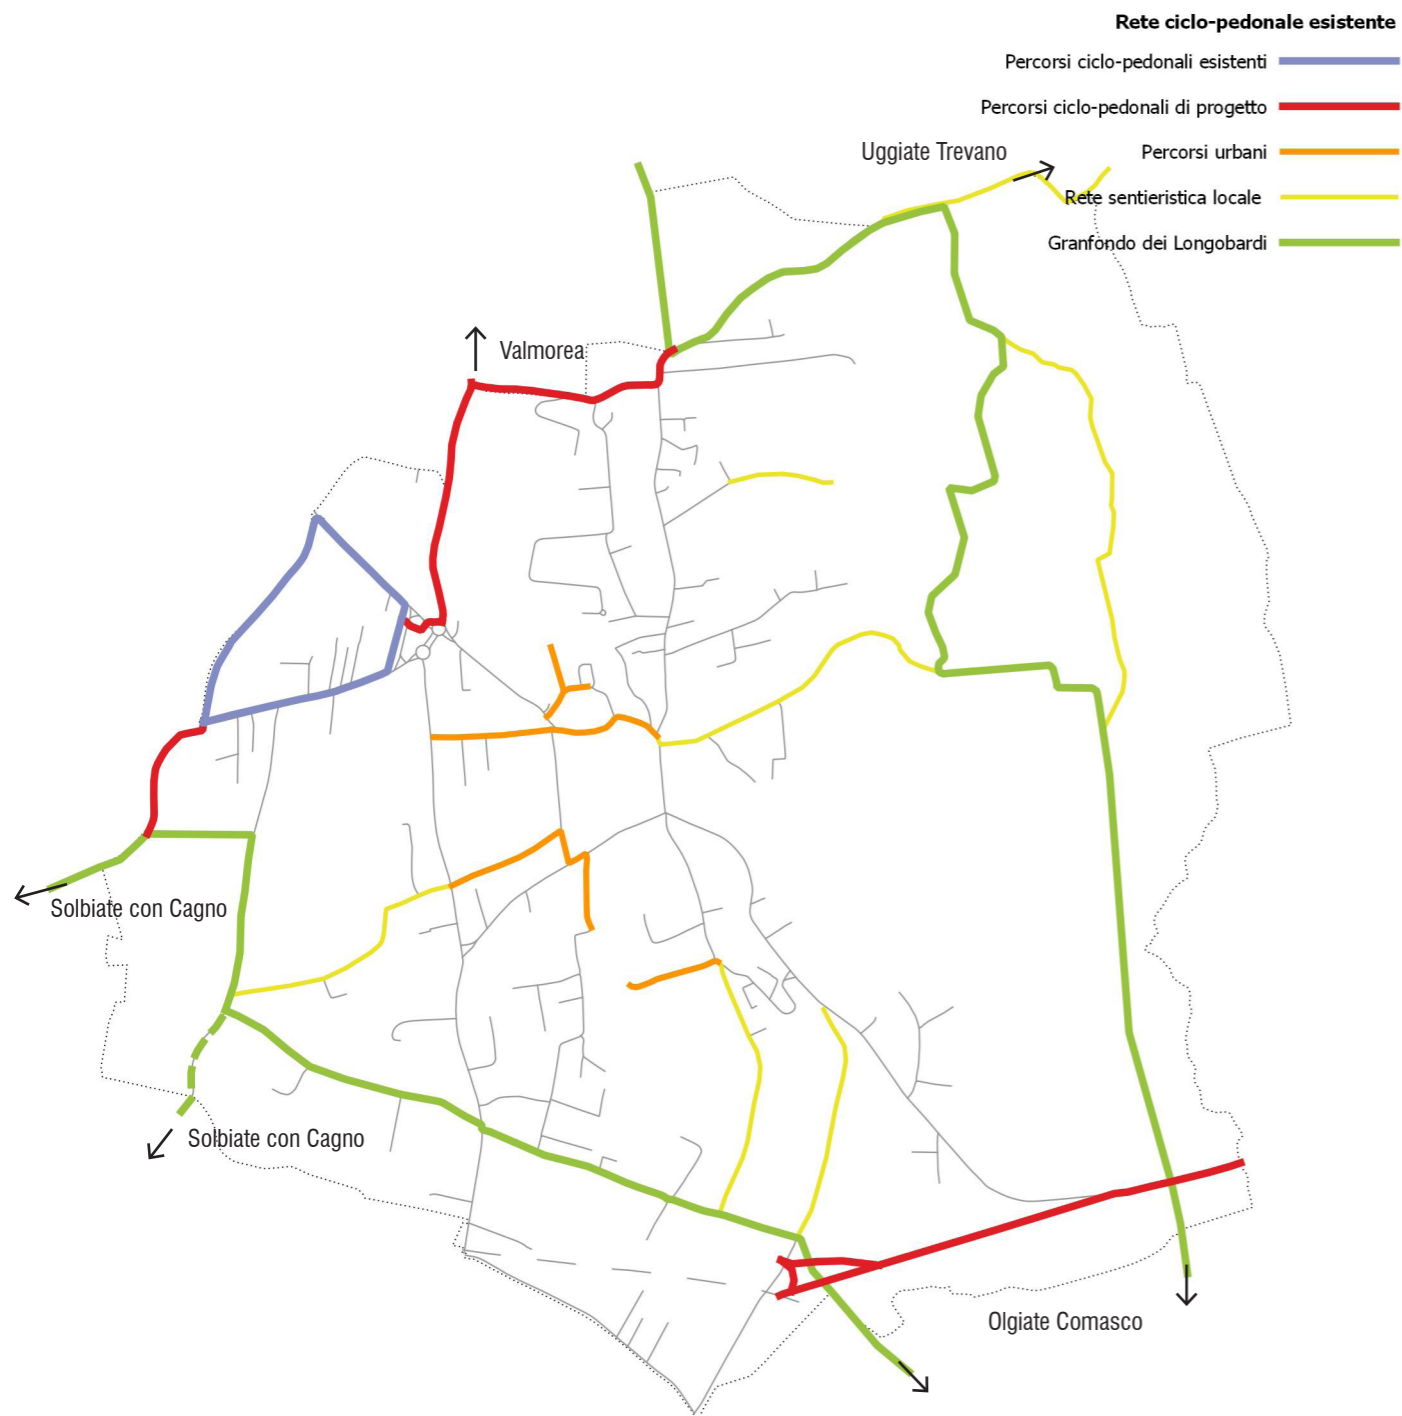 Rete ciclo-pedonale esistente
Percorsi ciclo-pedonali esistenti
Percorsi ciclo-pedonali di progetto
Uggiate Trevano
Percorsi urbani
Rete sentieristica locale
Granfondo dei Longobardi
Valmorea
Solbiate con Cagno
Solbiate con Cagno
Olgiate Comasco